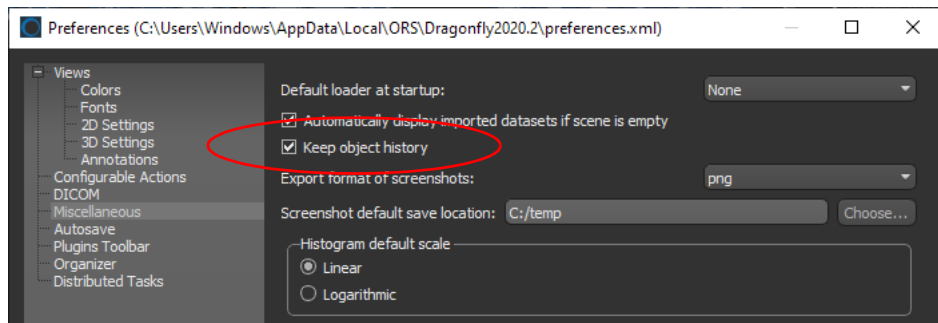 Preferences (C:\Users\Windows\AppData\Local\ORS\Dragonfly2020.2\preferences.xml)
Views
Colors
Fonts
2D Settings
3D Settings
Annotations
Configurable Actions
DICOM
Miscellaneous
Autosave
Plugins Toolbar
Organizer
Distributed Tasks
Default loader at startup: None
Automatically display imported datasets if scene is empty
Keep object history
Export format of screenshots: png
Screenshot default save location: C:/temp Choose...
Histogram default scale
Linear
Logarithmic